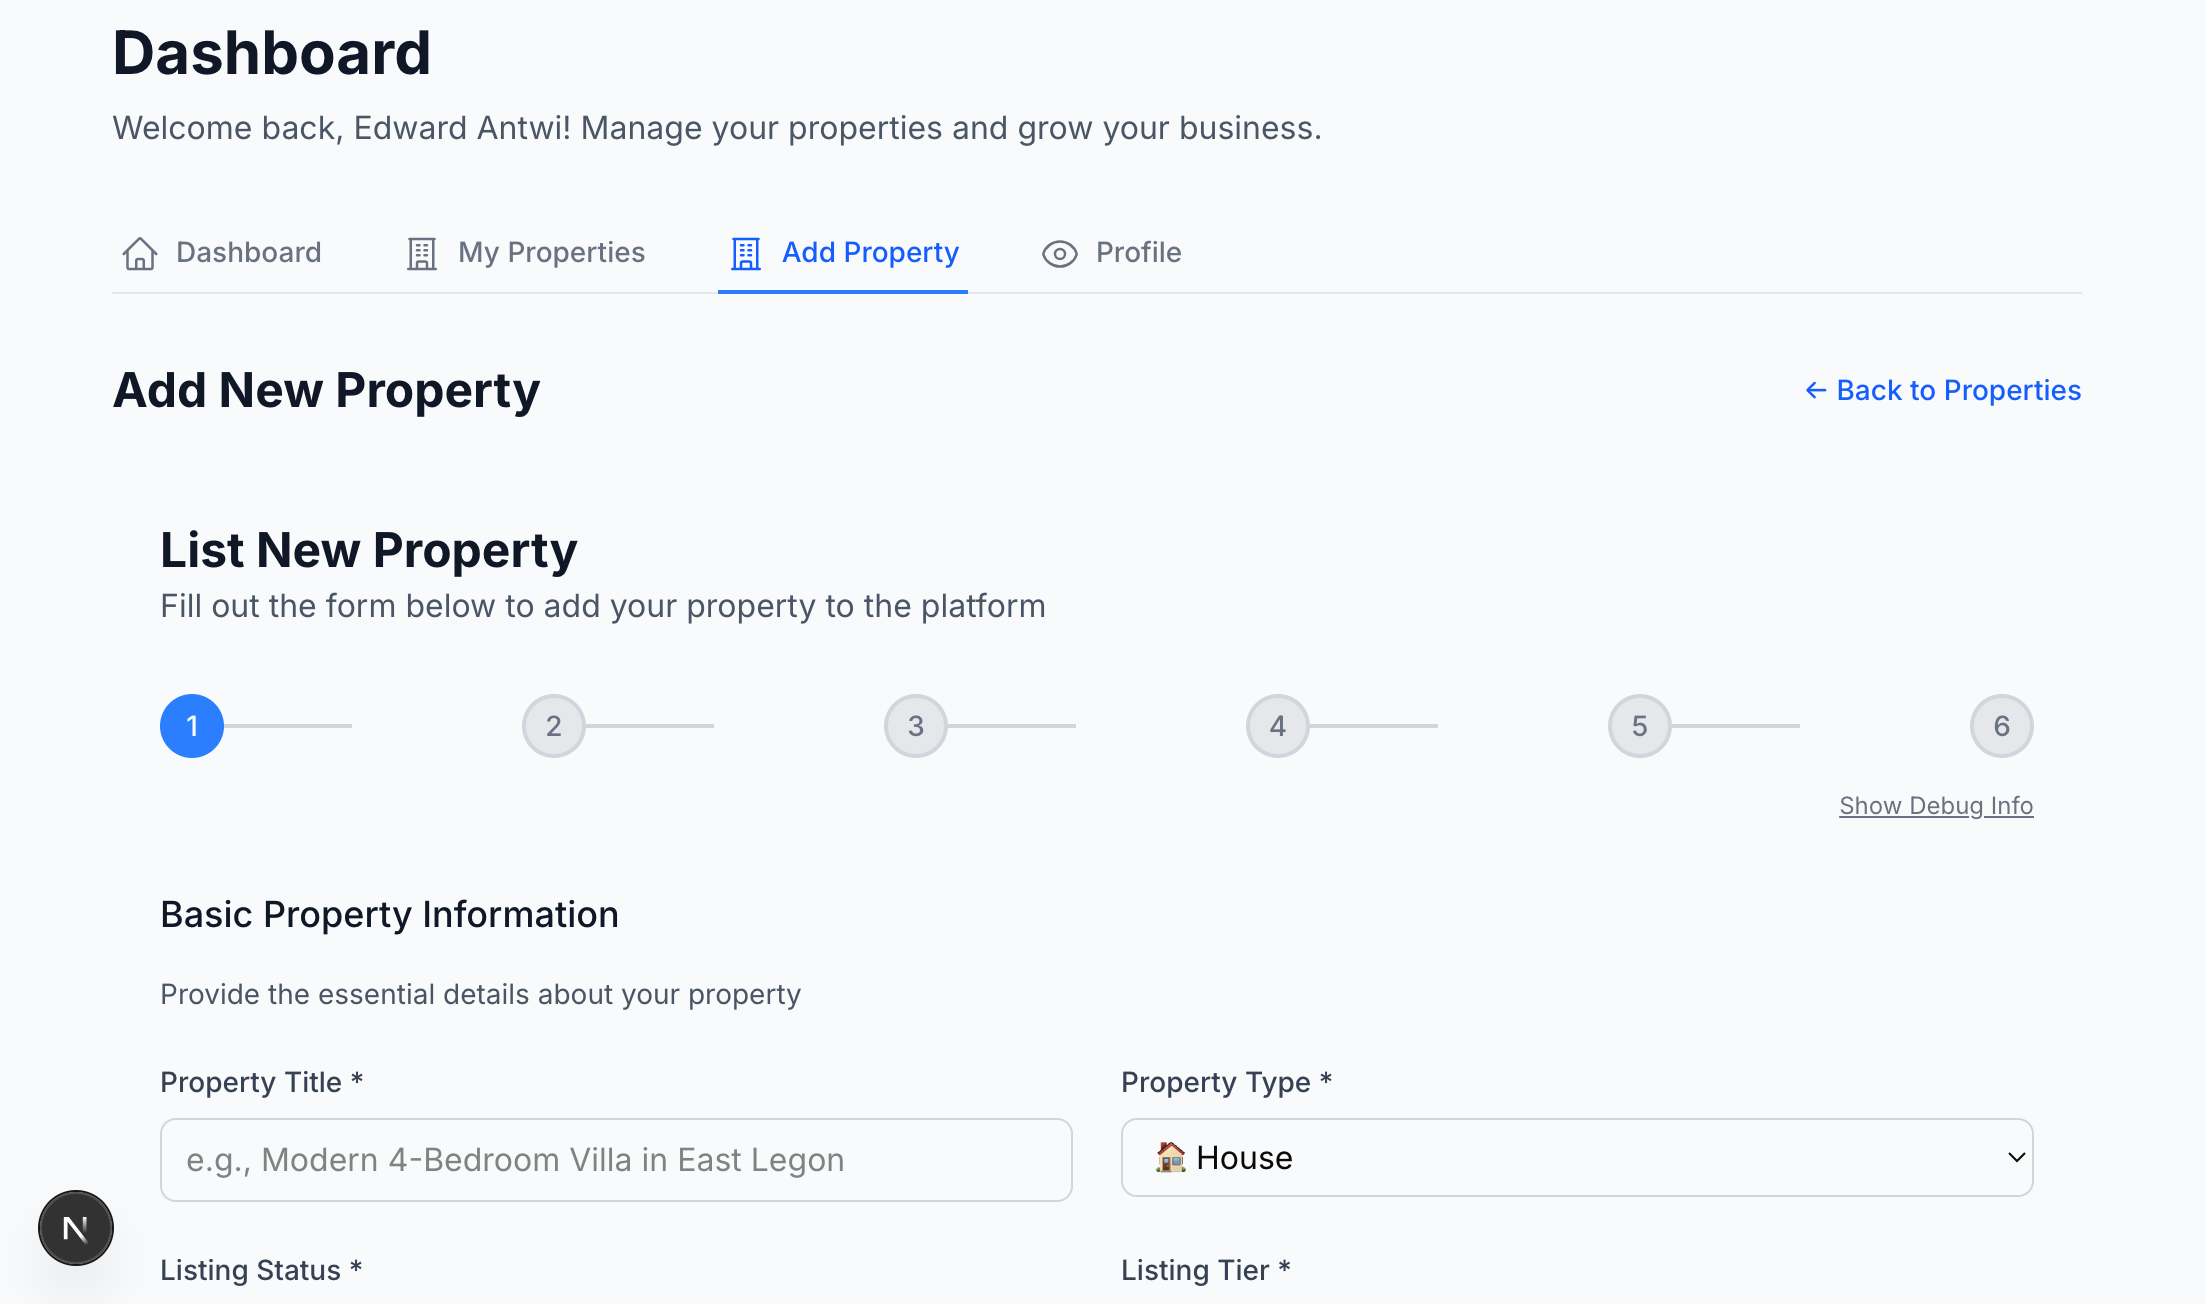 Dashboard
Welcome back, Edward Antwi! Manage your properties and grow your business.
Dashboard My Properties Add Property Profile
Add New Property ← Back to Properties
List New Property
Fill out the form below to add your property to the platform
1 2 3 4 5 6
Show Debug Info
Basic Property Information
Provide the essential details about your property
Property Title * Property Type *
e.g., Modern 4-Bedroom Villa in East Legon 🏠 House
N
Listing Status * Listing Tier *